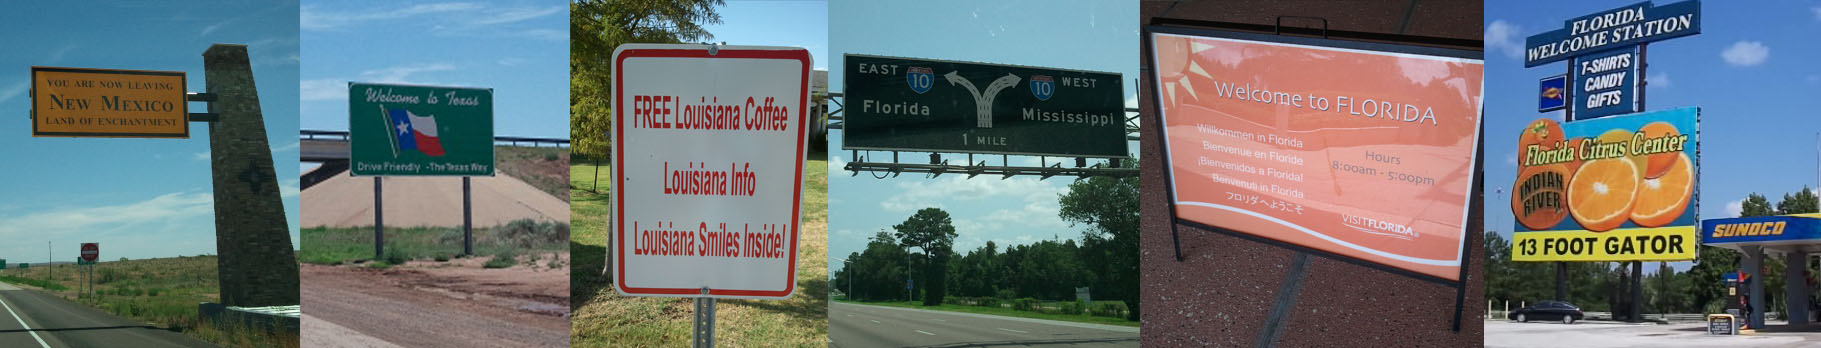 YOU ARE NOW LEAVING
NEW MEXICO
LAND OF ENCHANTMENT
Welcome to Texas
Drive Friendly - The Texas Way
FREE Louisiana Coffee
Louisiana Info
Louisiana Smiles Inside!
EAST 10
Florida
10 WEST
Mississippi
1 MILE
Welcome to FLORIDA
Willkommen in Florida
Bienvenue en Floride
¡Bienvenidos a Florida!
Benvenuti in Florida
フロリダへようこそ
Hours
8:00am - 5:00pm
VISITFLORIDA
FLORIDA
WELCOME STATION
T-SHIRTS
CANDY
GIFTS
Florida Citrus Center
INDIAN
RIVER
13 FOOT GATOR
SUNOCO